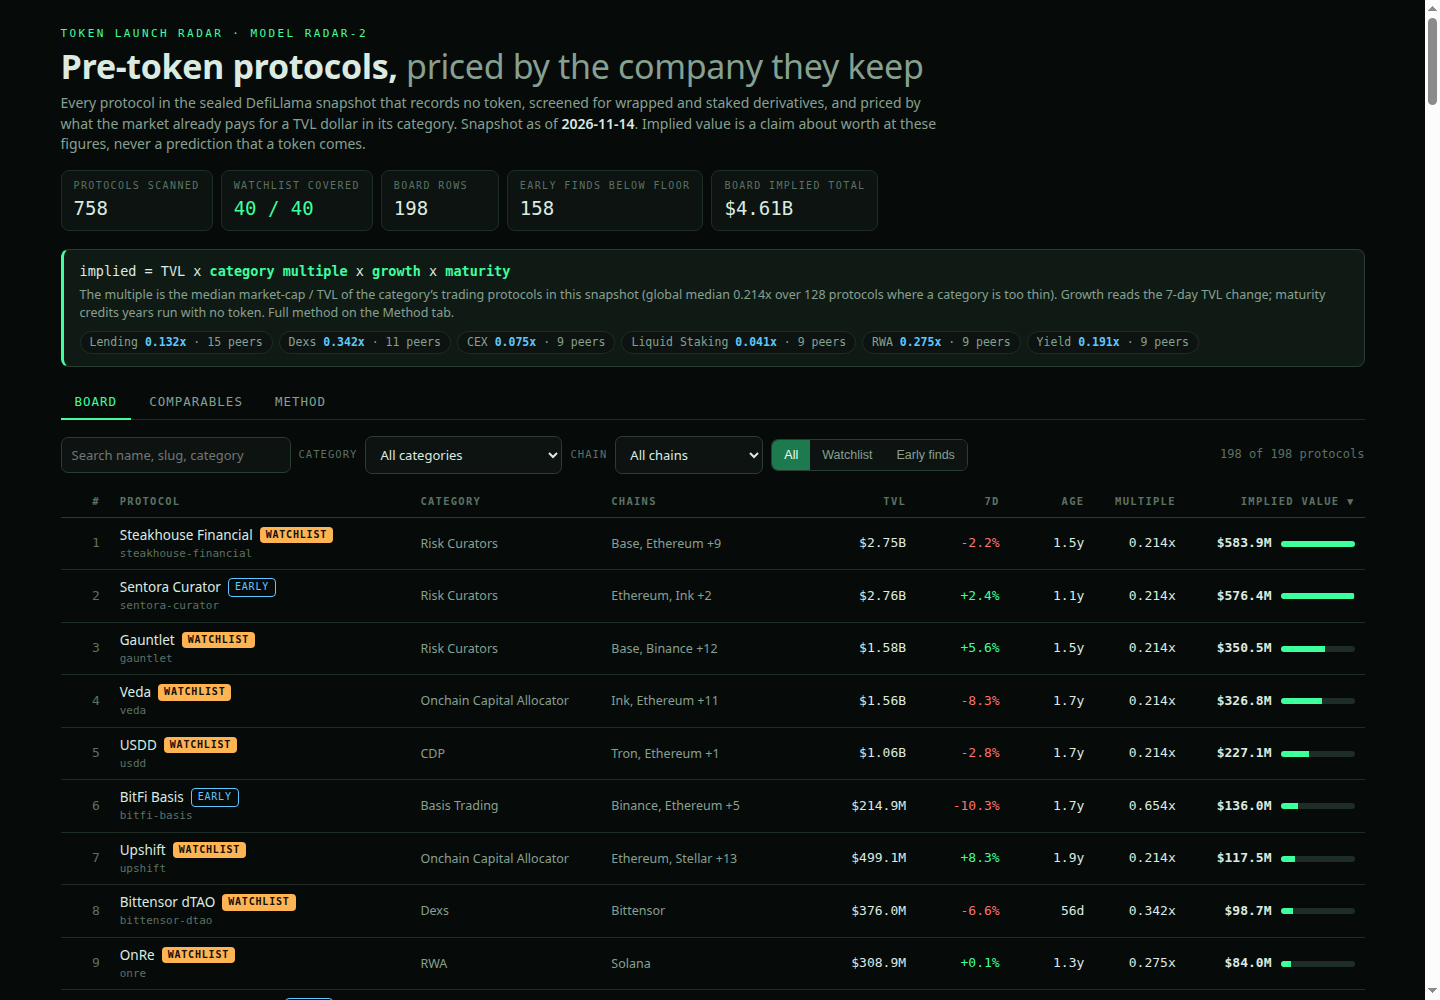 TOKEN LAUNCH RADAR · MODEL RADAR-2
Pre-token protocols, priced by the company they keep
Every protocol in the sealed DefiLlama snapshot that records no token, screened for wrapped and staked derivatives, and priced by
what the market already pays for a TVL dollar in its category. Snapshot as of 2026-11-14. Implied value is a claim about worth at these
figures, never a prediction that a token comes.
PROTOCOLS SCANNED WATCHLIST COVERED BOARD ROWS EARLY FINDS BELOW FLOOR BOARD IMPLIED TOTAL
758 40 / 40 198 158 $4.61B
implied = TVL x category multiple x growth x maturity
The multiple is the median market-cap / TVL of the category's trading protocols in this snapshot (global median 0.214x over 128 protocols where a category is too thin). Growth reads the 7-day TVL change; maturity
credits years run with no token. Full method on the Method tab.
Lending 0.132x · 15 peers Dexs 0.342x · 11 peers CEX 0.075x · 9 peers Liquid Staking 0.041x · 9 peers RWA 0.275x · 9 peers Yield 0.191x · 9 peers
BOARD COMPARABLES METHOD
Search name, slug, category CATEGORY All categories CHAIN All chains All Watchlist Early finds 198 of 198 protocols
# PROTOCOL CATEGORY CHAINS TVL 7D AGE MULTIPLE IMPLIED VALUE ▼
1 Steakhouse Financial WATCHLIST Risk Curators Base, Ethereum +9 $2.75B -2.2% 1.5y 0.214x $583.9M
steakhouse-financial
2 Sentora Curator EARLY Risk Curators Ethereum, Ink +2 $2.76B +2.4% 1.1y 0.214x $576.4M
sentora-curator
3 Gauntlet WATCHLIST Risk Curators Base, Binance +12 $1.58B +5.6% 1.5y 0.214x $350.5M
gauntlet
4 Veda WATCHLIST Onchain Capital Allocator Ink, Ethereum +11 $1.56B -8.3% 1.7y 0.214x $326.8M
veda
5 USDD WATCHLIST CDP Tron, Ethereum +1 $1.06B -2.8% 1.7y 0.214x $227.1M
usdd
6 BitFi Basis EARLY Basis Trading Binance, Ethereum +5 $214.9M -10.3% 1.7y 0.654x $136.0M
bitfi-basis
7 Upshift WATCHLIST Onchain Capital Allocator Ethereum, Stellar +13 $499.1M +8.3% 1.9y 0.214x $117.5M
upshift
8 Bittensor dTAO WATCHLIST Dexs Bittensor $376.0M -6.6% 56d 0.342x $98.7M
bittensor-dtao
9 OnRe WATCHLIST RWA Solana $308.9M +0.1% 1.3y 0.275x $84.0M
onre